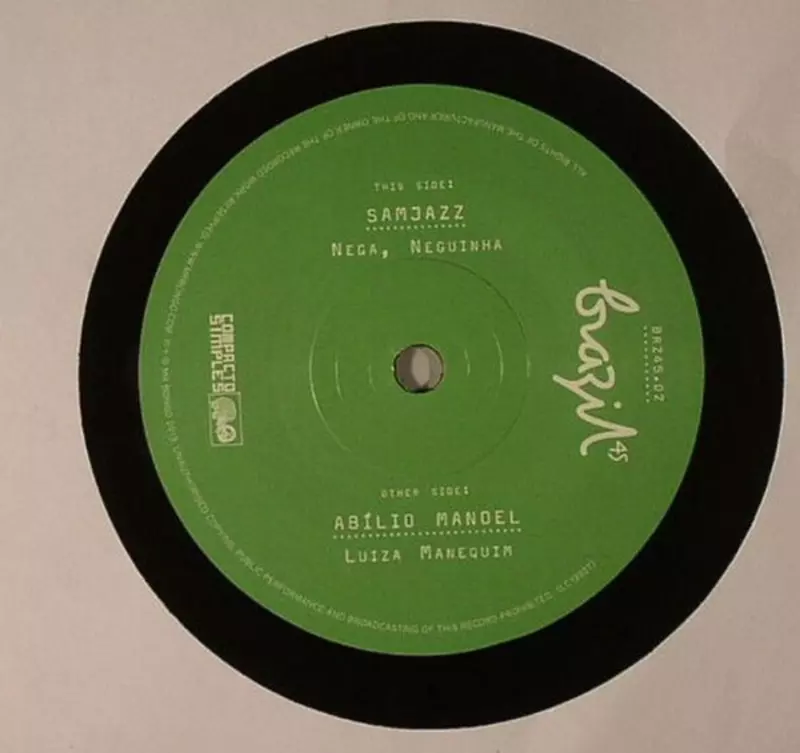 THIS SIDE:
SAMJAZZ
NEGA, NEGUINHA
brazil 45
BRZ45.02
COMPACTO
SIMPLES
OTHER SIDE:
ABÍLIO MANOEL
LUIZA MANEQUIM
ALL RIGHTS OF THE MANUFACTURER AND OF THE OWNER OF THE RECORDED WORK RESERVED.
UNAUTHORISED COPYING, PUBLIC PERFORMANCE AND BROADCASTING OF THIS RECORD PROHIBITED.